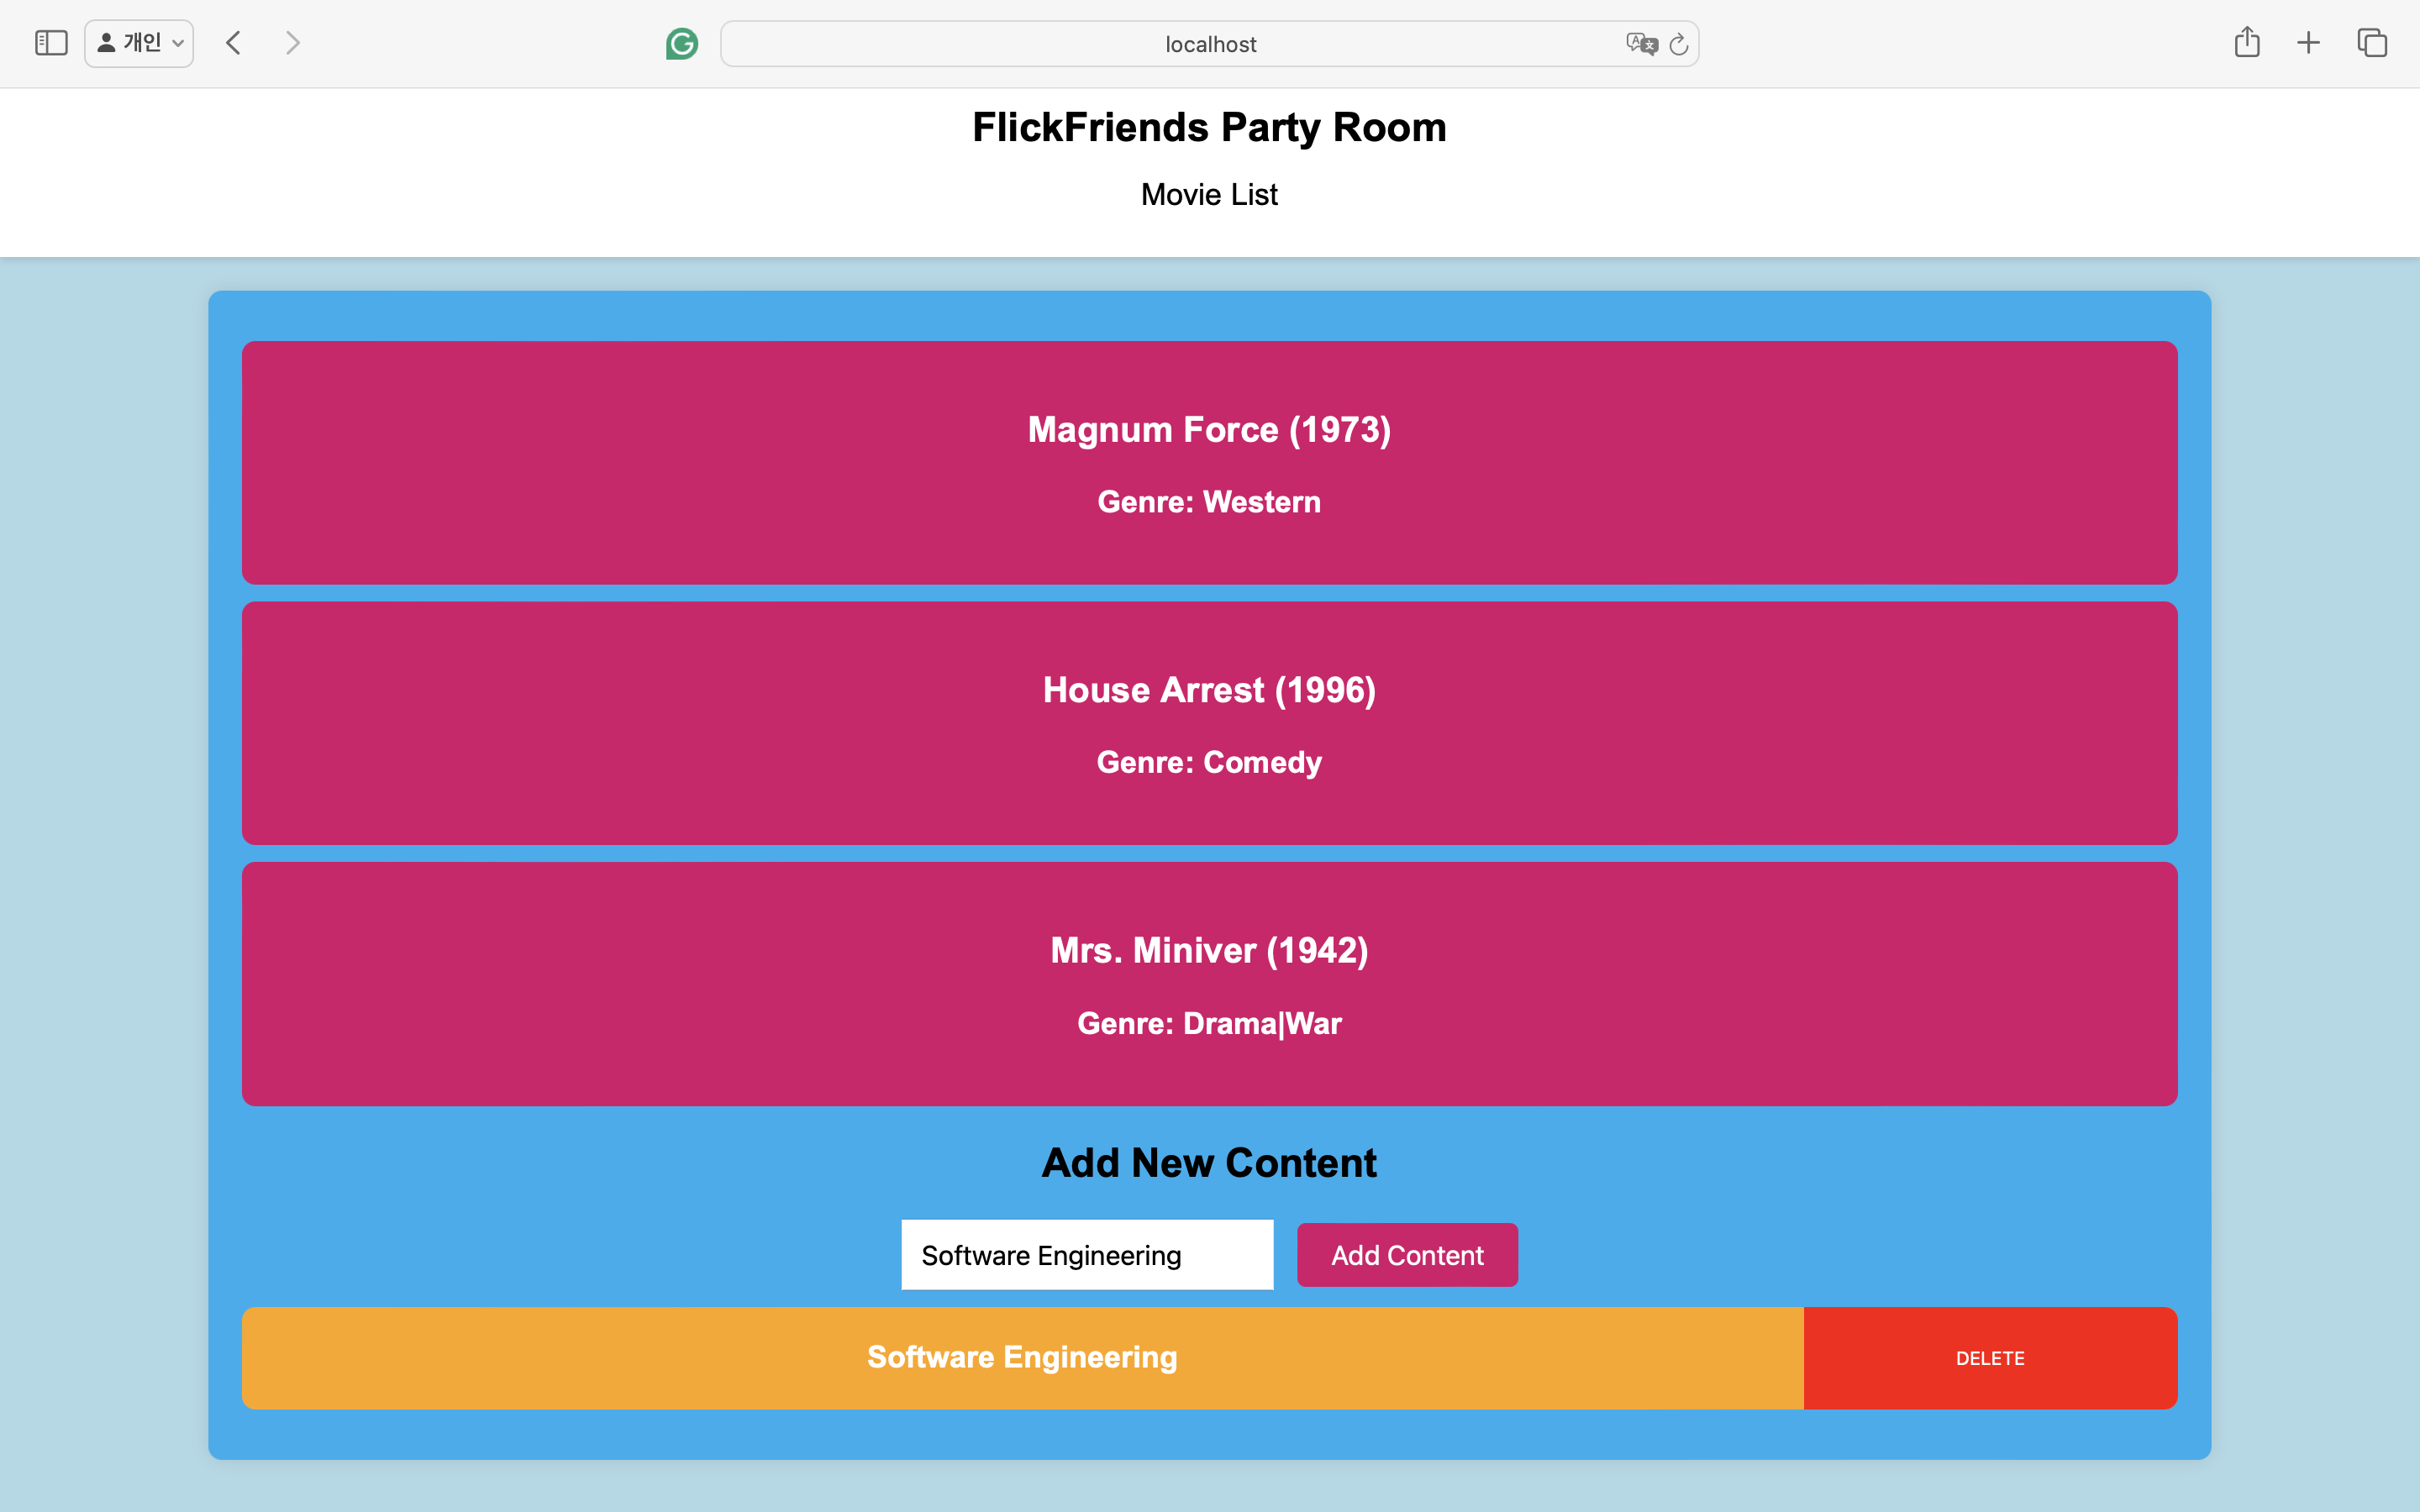 개인
localhost
FlickFriends Party Room
Movie List
Magnum Force (1973)
Genre: Western
House Arrest (1996)
Genre: Comedy
Mrs. Miniver (1942)
Genre: Drama|War
Add New Content
Software Engineering
Add Content
Software Engineering
DELETE